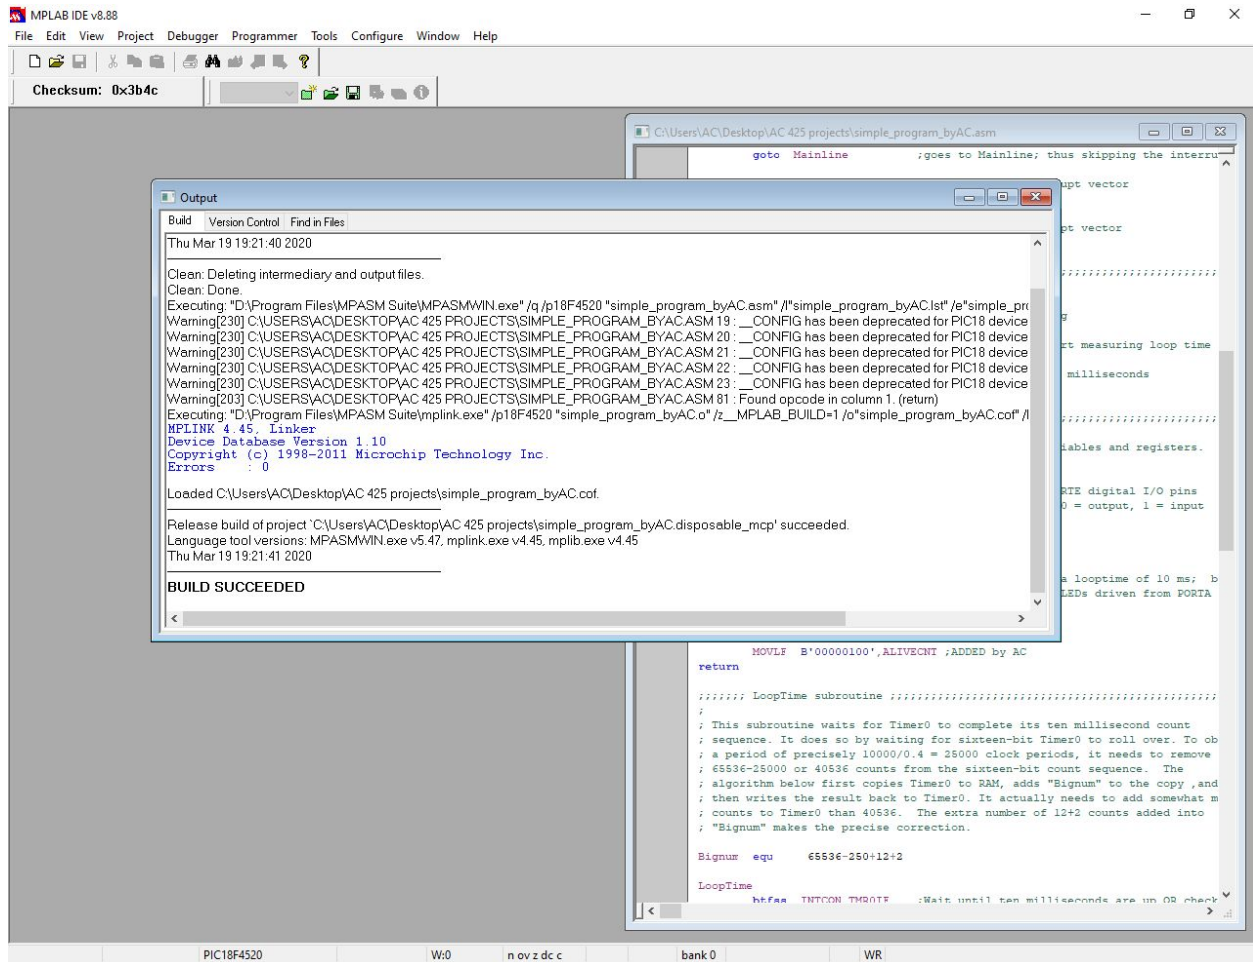 MPLAB IDE v8.88
File Edit View Project Debugger Programmer Tools Configure Window Help
Checksum: 0x3b4c
C:\Users\AC\Desktop\AC 425 projects\simple_program_byAC.asm
goto Mainline ;goes to Mainline; thus skipping the interru
upt vector
pt vector
;;;;;;;;;;;;;;;;;;;;;;;
g
rt measuring loop time
milliseconds
;;;;;;;;;;;;;;;;;;;;;;;
iables and registers.
RTE digital I/O pins
0 = output, 1 = input
a looptime of 10 ms; b
LEDs driven from PORTA
Output
Build Version Control Find in Files
Thu Mar 19 19:21:40 2020
Clean: Deleting intermediary and output files.
Clean: Done.
Executing: "D:\Program Files\MPASM Suite\MPASMWIN.exe" /q /p18F4520 "simple_program_byAC.asm" /l"simple_program_byAC.lst" /e"simple_pro
Warning[230] C:\USERS\AC\DESKTOP\AC 425 PROJECTS\SIMPLE_PROGRAM_BYAC.ASM 19 : __CONFIG has been deprecated for PIC18 device
Warning[230] C:\USERS\AC\DESKTOP\AC 425 PROJECTS\SIMPLE_PROGRAM_BYAC.ASM 20 : __CONFIG has been deprecated for PIC18 device
Warning[230] C:\USERS\AC\DESKTOP\AC 425 PROJECTS\SIMPLE_PROGRAM_BYAC.ASM 21 : __CONFIG has been deprecated for PIC18 device
Warning[230] C:\USERS\AC\DESKTOP\AC 425 PROJECTS\SIMPLE_PROGRAM_BYAC.ASM 22 : __CONFIG has been deprecated for PIC18 device
Warning[230] C:\USERS\AC\DESKTOP\AC 425 PROJECTS\SIMPLE_PROGRAM_BYAC.ASM 23 : __CONFIG has been deprecated for PIC18 device
Warning[203] C:\USERS\AC\DESKTOP\AC 425 PROJECTS\SIMPLE_PROGRAM_BYAC.ASM 81 : Found opcode in column 1. (return)
Executing: "D:\Program Files\MPASM Suite\mplink.exe" /p18F4520 "simple_program_byAC.o" /z__MPLAB_BUILD=1 /o"simple_program_byAC.cof" /
MPLINK 4.45, Linker
Device Database Version 1.10
Copyright (c) 1998-2011 Microchip Technology Inc.
Errors : 0
Loaded C:\Users\AC\Desktop\AC 425 projects\simple_program_byAC.cof.
Release build of project `C:\Users\AC\Desktop\AC 425 projects\simple_program_byAC.disposable_mcp' succeeded.
Language tool versions: MPASMWIN.exe v5.47, mplink.exe v4.45, mplib.exe v4.45
Thu Mar 19 19:21:41 2020
BUILD SUCCEEDED
MOVLF B'00000100',ALIVECNT ;ADDED by AC
return
;;;;;;; LoopTime subroutine ;;;;;;;;;;;;;;;;;;;;;;;;;;;;;;;;;;;;;;;;;;;;;;;;
;
; This subroutine waits for Timer0 to complete its ten millisecond count
; sequence. It does so by waiting for sixteen-bit Timer0 to roll over. To ob
; a period of precisely 10000/0.4 = 25000 clock periods, it needs to remove
; 65536-25000 or 40536 counts from the sixteen-bit count sequence. The
; algorithm below first copies Timer0 to RAM, adds "Bignum" to the copy ,and
; then writes the result back to Timer0. It actually needs to add somewhat m
; counts to Timer0 than 40536. The extra number of 12+2 counts added into
; "Bignum" makes the precise correction.
Bignum equ 65536-250+12+2
LoopTime
btfss INTCON,TMR0IF ;Wait until ten milliseconds are up OR check
PIC18F4520 W:0 n ov z dc c bank 0 WR